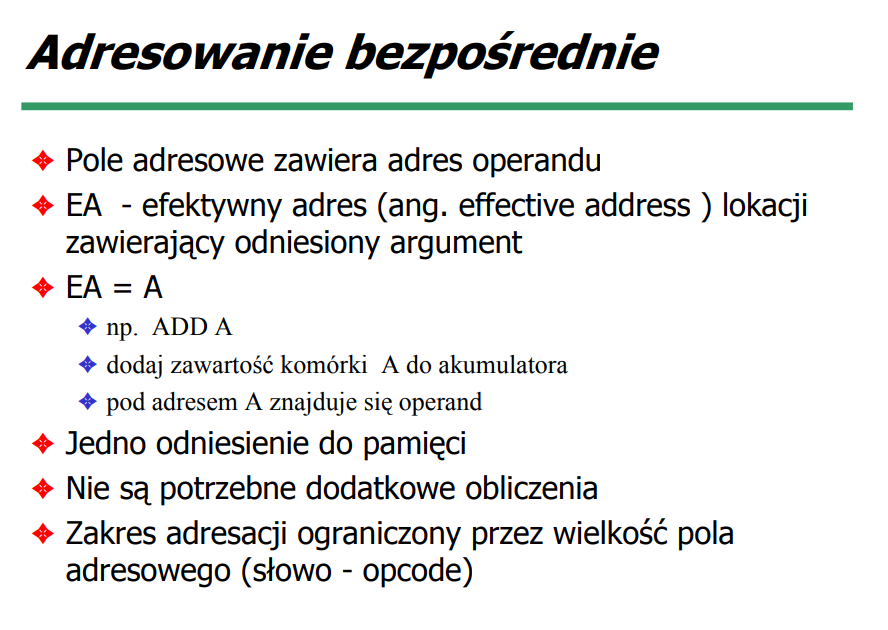 Adresowanie bezpośrednie
Pole adresowe zawiera adres operandu
EA - efektywny adres (ang. effective address ) lokacji
zawierający odniesiony argument
EA = A
np. ADD A
dodaj zawartość komórki A do akumulatora
pod adresem A znajduje się operand
Jedno odniesienie do pamięci
Nie są potrzebne dodatkowe obliczenia
Zakres adresacji ograniczony przez wielkość pola
adresowego (słowo - opcode)